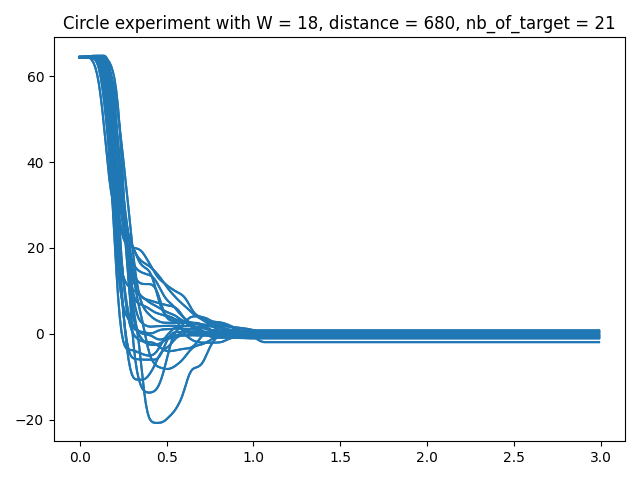 Circle experiment with W = 18, distance = 680, nb_of_target = 21
60
40
20
0
−20
0.0 0.5 1.0 1.5 2.0 2.5 3.0